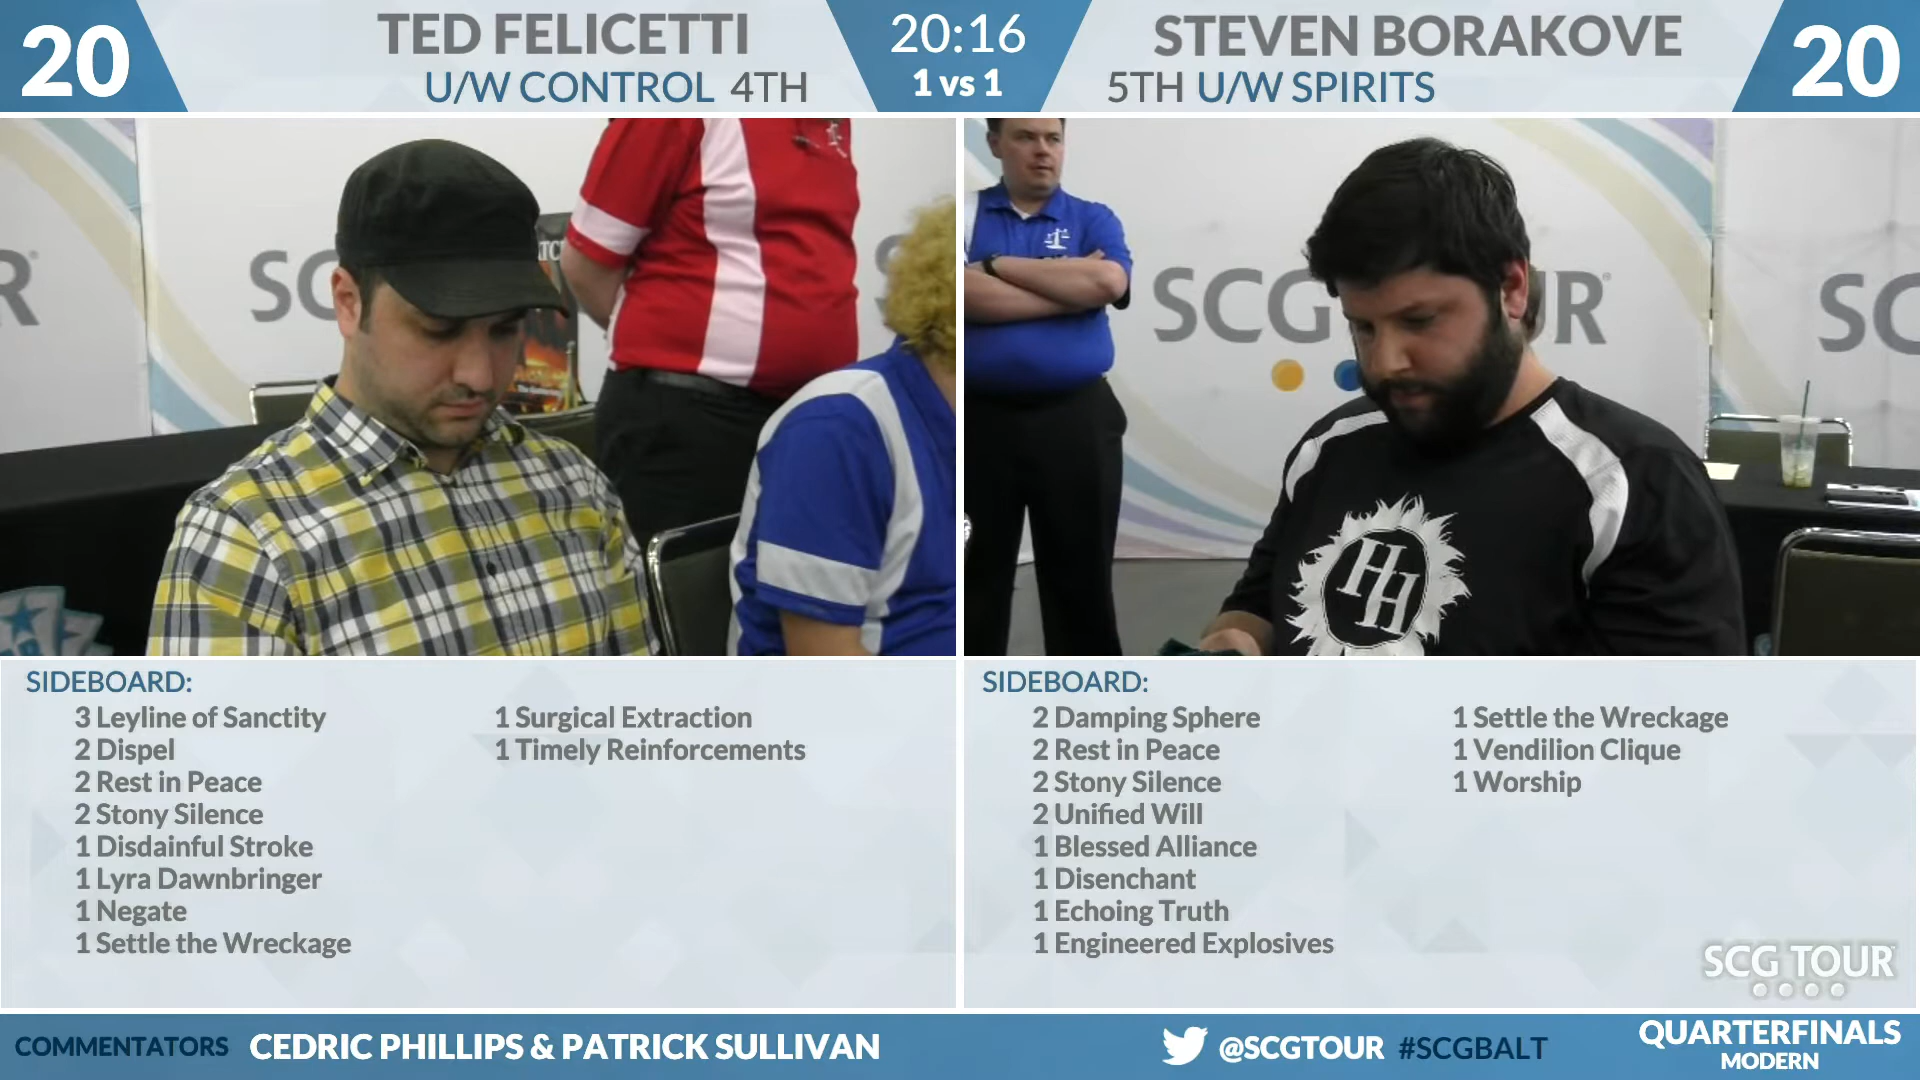 20
TED FELICETTI
U/W CONTROL 4TH
20:16
1 vs 1
STEVEN BORAKOVE
5TH U/W SPIRITS
20
SCG TOUR
HH
SIDEBOARD:
3 Leyline of Sanctity
2 Dispel
2 Rest in Peace
2 Stony Silence
1 Disdainful Stroke
1 Lyra Dawnbringer
1 Negate
1 Settle the Wreckage
1 Surgical Extraction
1 Timely Reinforcements
SIDEBOARD:
2 Damping Sphere
2 Rest in Peace
2 Stony Silence
2 Unified Will
1 Blessed Alliance
1 Disenchant
1 Echoing Truth
1 Engineered Explosives
1 Settle the Wreckage
1 Vendilion Clique
1 Worship
SCG TOUR
COMMENTATORS CEDRIC PHILLIPS & PATRICK SULLIVAN
@SCGTOUR #SCGBALT
QUARTERFINALS
MODERN